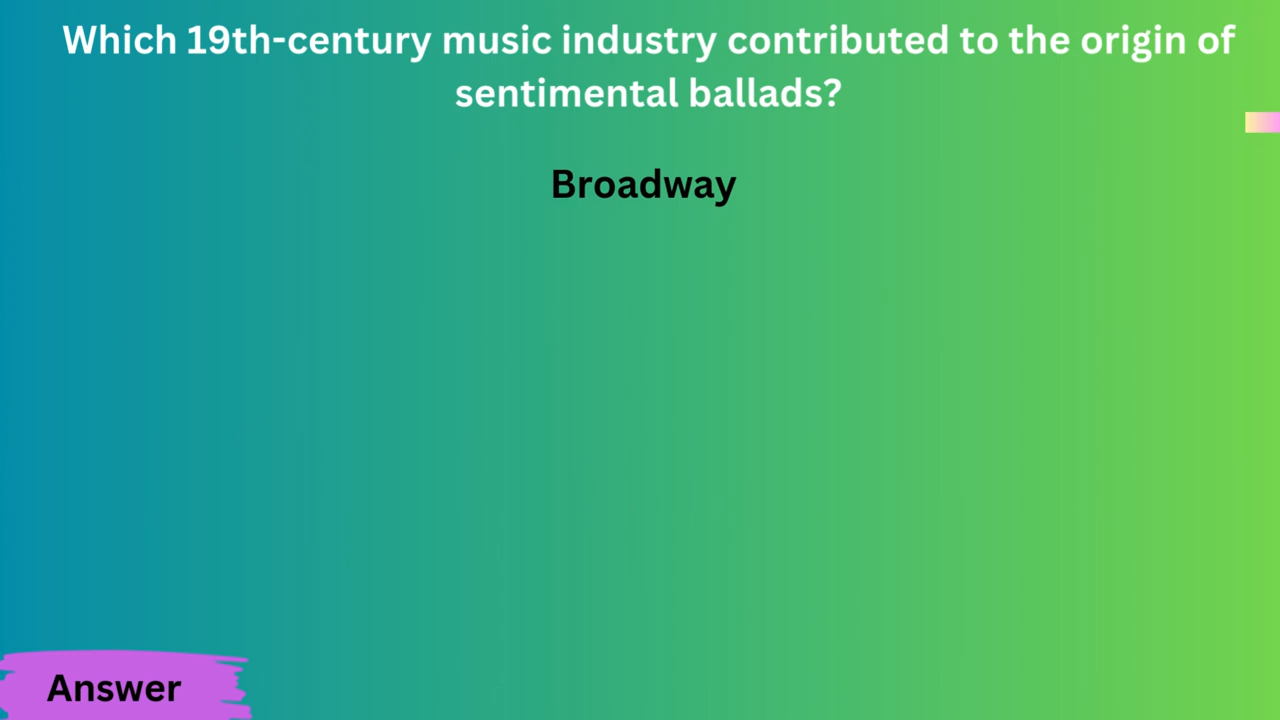 Which 19th-century music industry contributed to the origin of
sentimental ballads?
Broadway
Answer